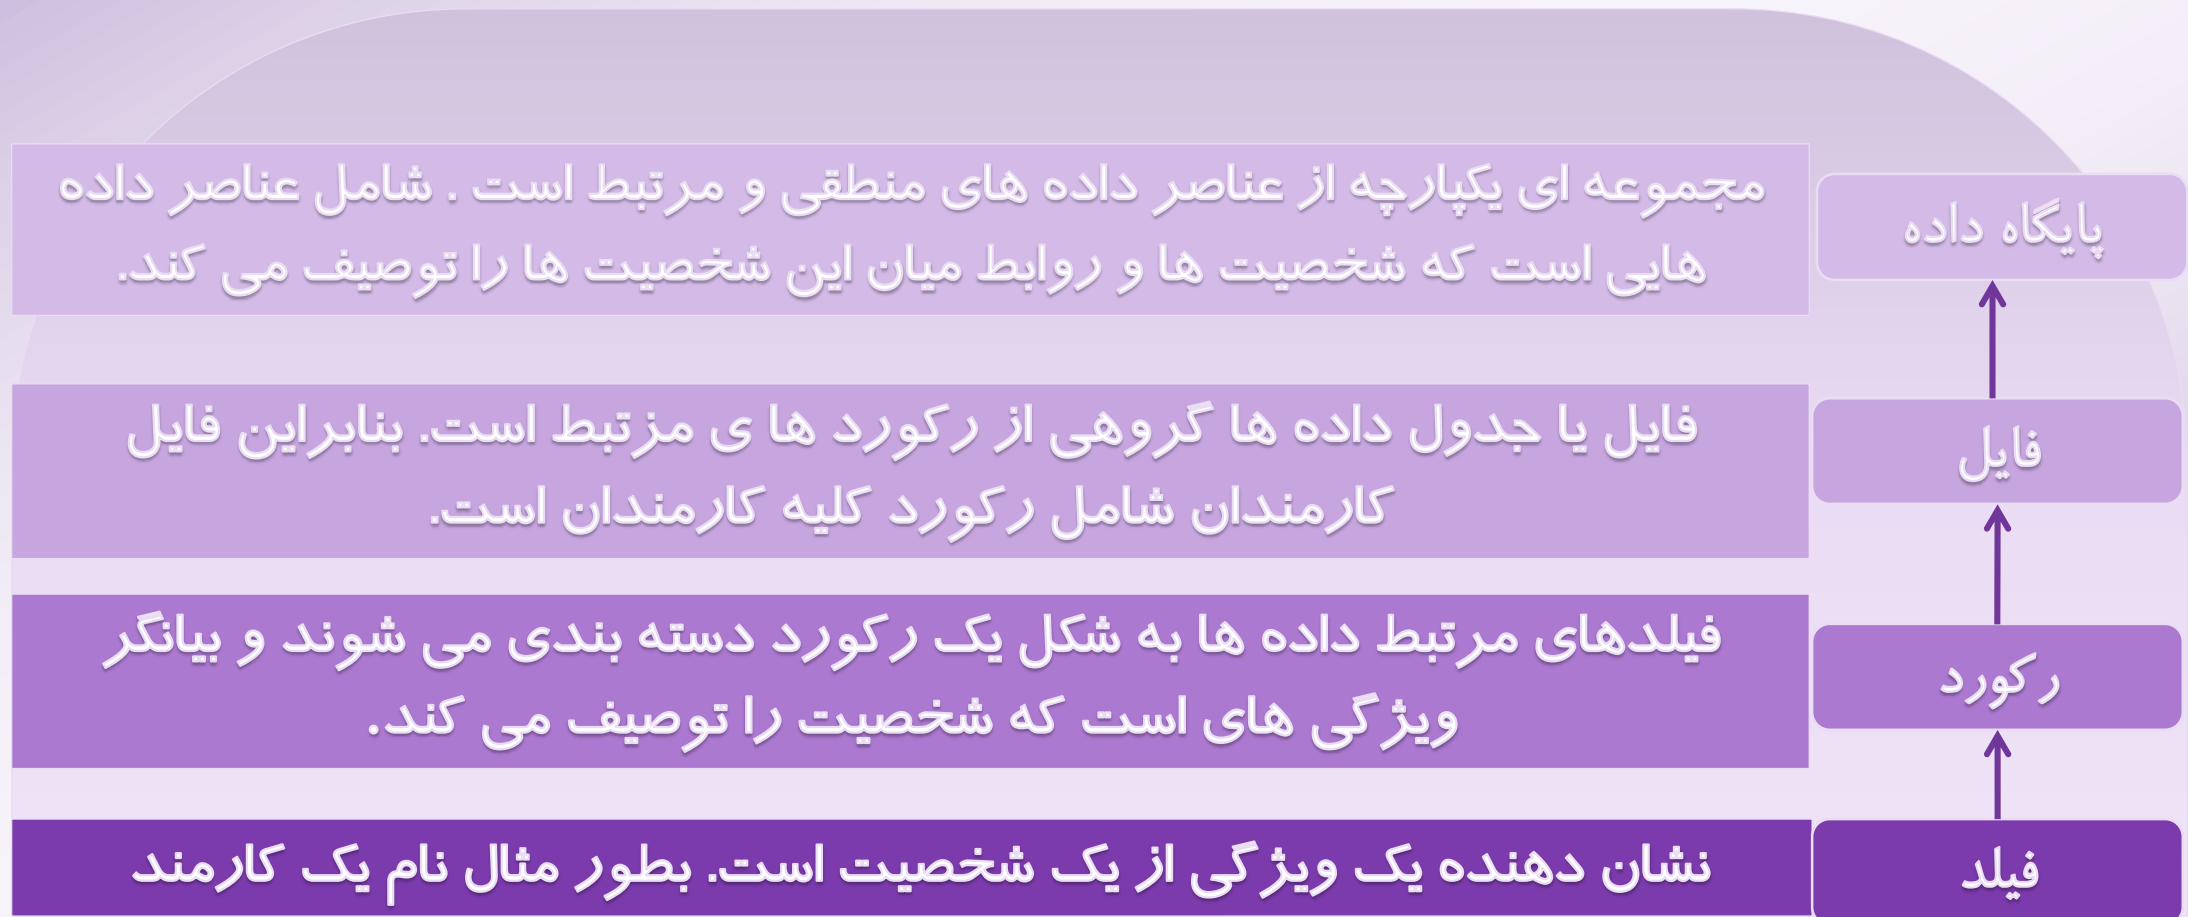 پایگاه داده
مجموعه ای یکپارچه از عناصر داده های منطقی و مرتبط است . شامل عناصر داده
هایی است که شخصیت ها و روابط میان این شخصیت ها را توصیف می کند.
فایل
فایل یا جدول داده ها گروهی از رکورد ها ی مزتبط است. بنابراین فایل
کارمندان شامل رکورد کلیه کارمندان است.
رکورد
فیلدهای مرتبط داده ها به شکل یک رکورد دسته بندی می شوند و بیانگر
ویژگی های است که شخصیت را توصیف می کند.
فیلد
نشان دهنده یک ویژگی از یک شخصیت است. بطور مثال نام یک کارمند